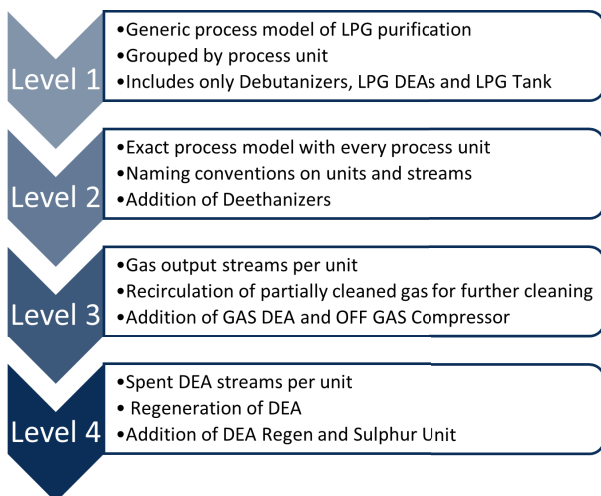 Level 1
•Generic process model of LPG purification
•Grouped by process unit
•Includes only Debutanizers, LPG DEAs and LPG Tank
Level 2
•Exact process model with every process unit
•Naming conventions on units and streams
•Addition of Deethanizers
Level 3
•Gas output streams per unit
•Recirculation of partially cleaned gas for further cleaning
•Addition of GAS DEA and OFF GAS Compressor
Level 4
•Spent DEA streams per unit
• Regeneration of DEA
•Addition of DEA Regen and Sulphur Unit